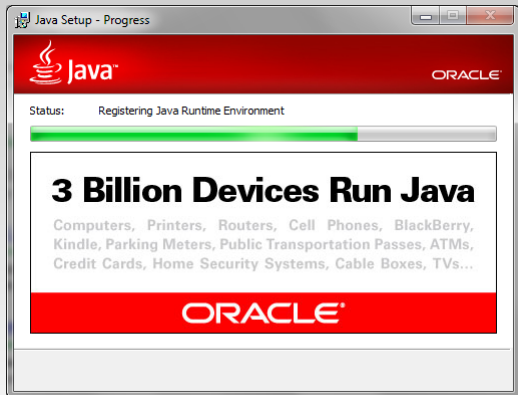 Java Setup - Progress
Java™
ORACLE®
Status: Registering Java Runtime Environment
3 Billion Devices Run Java
Computers, Printers, Routers, Cell Phones, BlackBerry,
Kindle, Parking Meters, Public Transportation Passes, ATMs,
Credit Cards, Home Security Systems, Cable Boxes, TVs...
ORACLE®